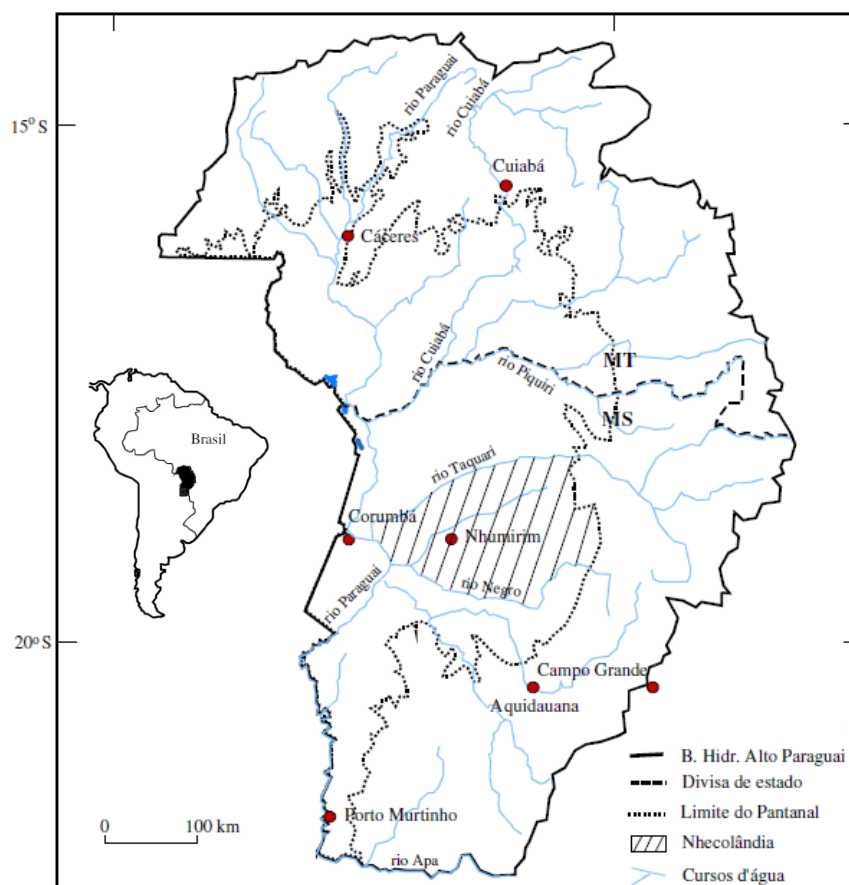 15º S
rio Paraguai
rio Cuiabá
Cuiabá
Cáceres
rio Cuiabá
rio Piquiri
MT
MS
Brasil
rio Taquari
Corumbá
Nhumirim
rio Negro
rio Paraguai
20º S
Campo Grande
Aquidauana
Porto Murtinho
rio Apa
0 100 km
B. Hidr. Alto Paraguai
Divisa de estado
Limite do Pantanal
Nhecolândia
Cursos d'água